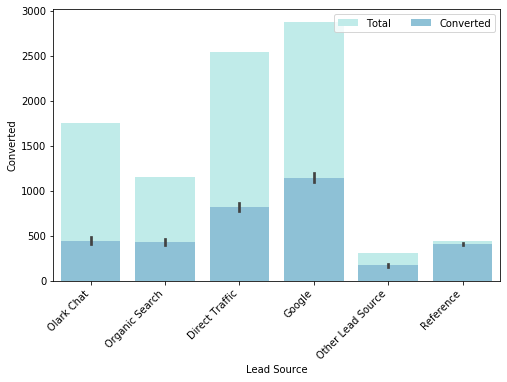 Total
Converted
3000
2500
2000
1500
1000
500
0
Converted
Olark Chat
Organic Search
Direct Traffic
Google
Other Lead Source
Reference
Lead Source